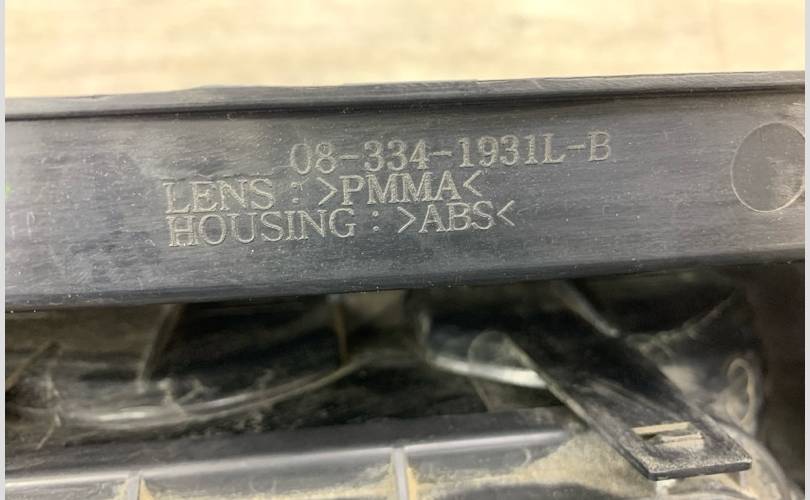 08-334-1931L-B
LENS : >PMMA<
HOUSING : >ABS<